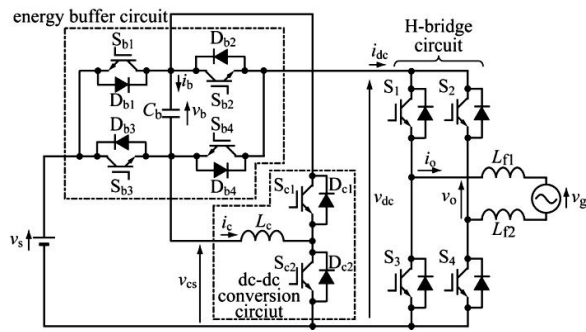 energy buffer circuit
H-bridge
circuit
S_b1
D_b2
i_dc
D_b1
i_b
S_b2
S_1
S_2
C_b
v_b
D_b3
S_b4
i_o
L_f1
S_b3
D_b4
S_c1
D_c1
v_dc
v_o
v_g
L_f2
i_c
L_c
v_s
S_c2
D_c2
S_3
S_4
v_cs
dc-dc
conversion
circiut